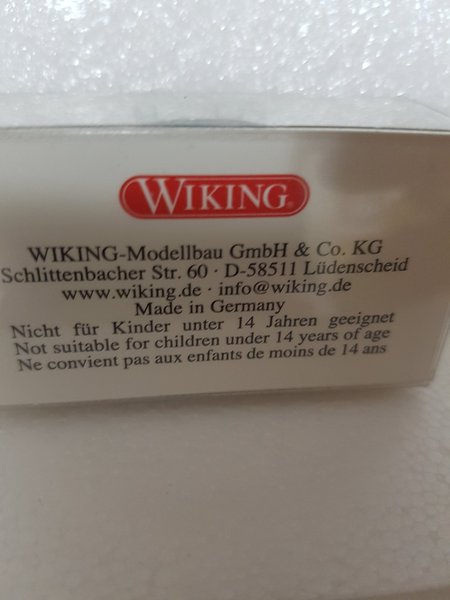 WIKING
WIKING-Modellbau GmbH & Co. KG
Schlittenbacher Str. 60 · D-58511 Lüdenscheid
www.wiking.de · info@wiking.de
Made in Germany
Nicht für Kinder unter 14 Jahren geeignet
Not suitable for children under 14 years of age
Ne convient pas aux enfants de moins de 14 ans